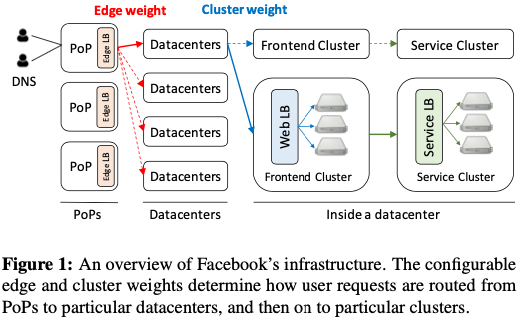 Edge weight
Cluster weight
DNS
PoP
Edge LB
Datacenters
Frontend Cluster
Service Cluster
PoP
Edge LB
Datacenters
PoP
Edge LB
Datacenters
Datacenters
Web LB
Frontend Cluster
Service LB
Service Cluster
PoPs
Datacenters
Inside a datacenter
Figure 1: An overview of Facebook's infrastructure. The configurable
edge and cluster weights determine how user requests are routed from
PoPs to particular datacenters, and then on to particular clusters.